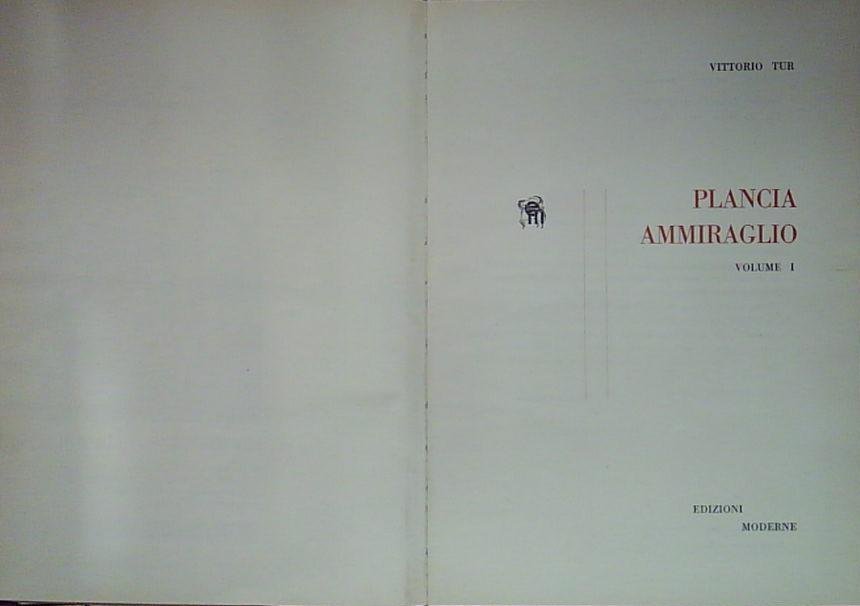 VITTORIO TUR
PLANCIA
AMMIRAGLIO
VOLUME I
EDIZIONI
MODERNE